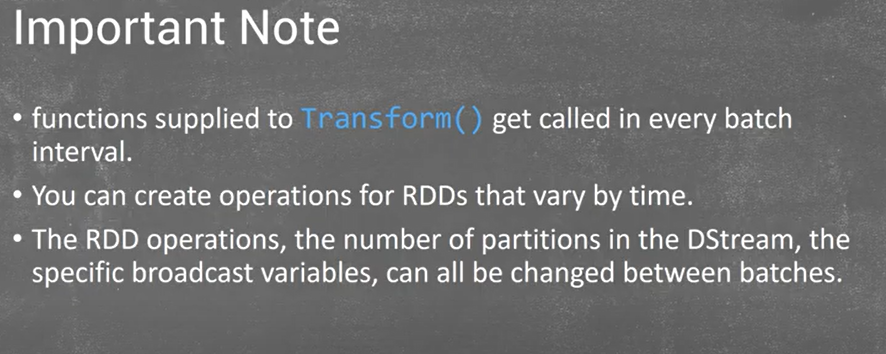 Important Note
• functions supplied to Transform() get called in every batch
interval.
• You can create operations for RDDs that vary by time.
• The RDD operations, the number of partitions in the DStream, the
specific broadcast variables, can all be changed between batches.